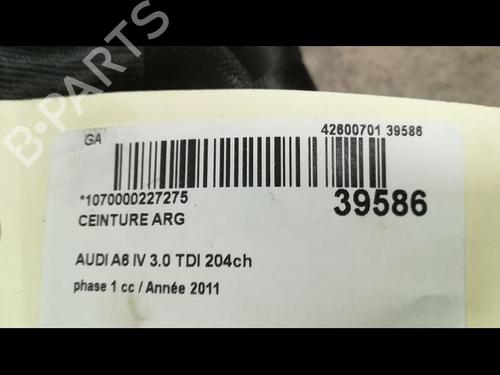 GA
42600701 39586
*1070000227275
39586
CEINTURE ARG
AUDI A6 IV 3.0 TDI 204ch
phase 1 cc / Année 2011
B-PARTS